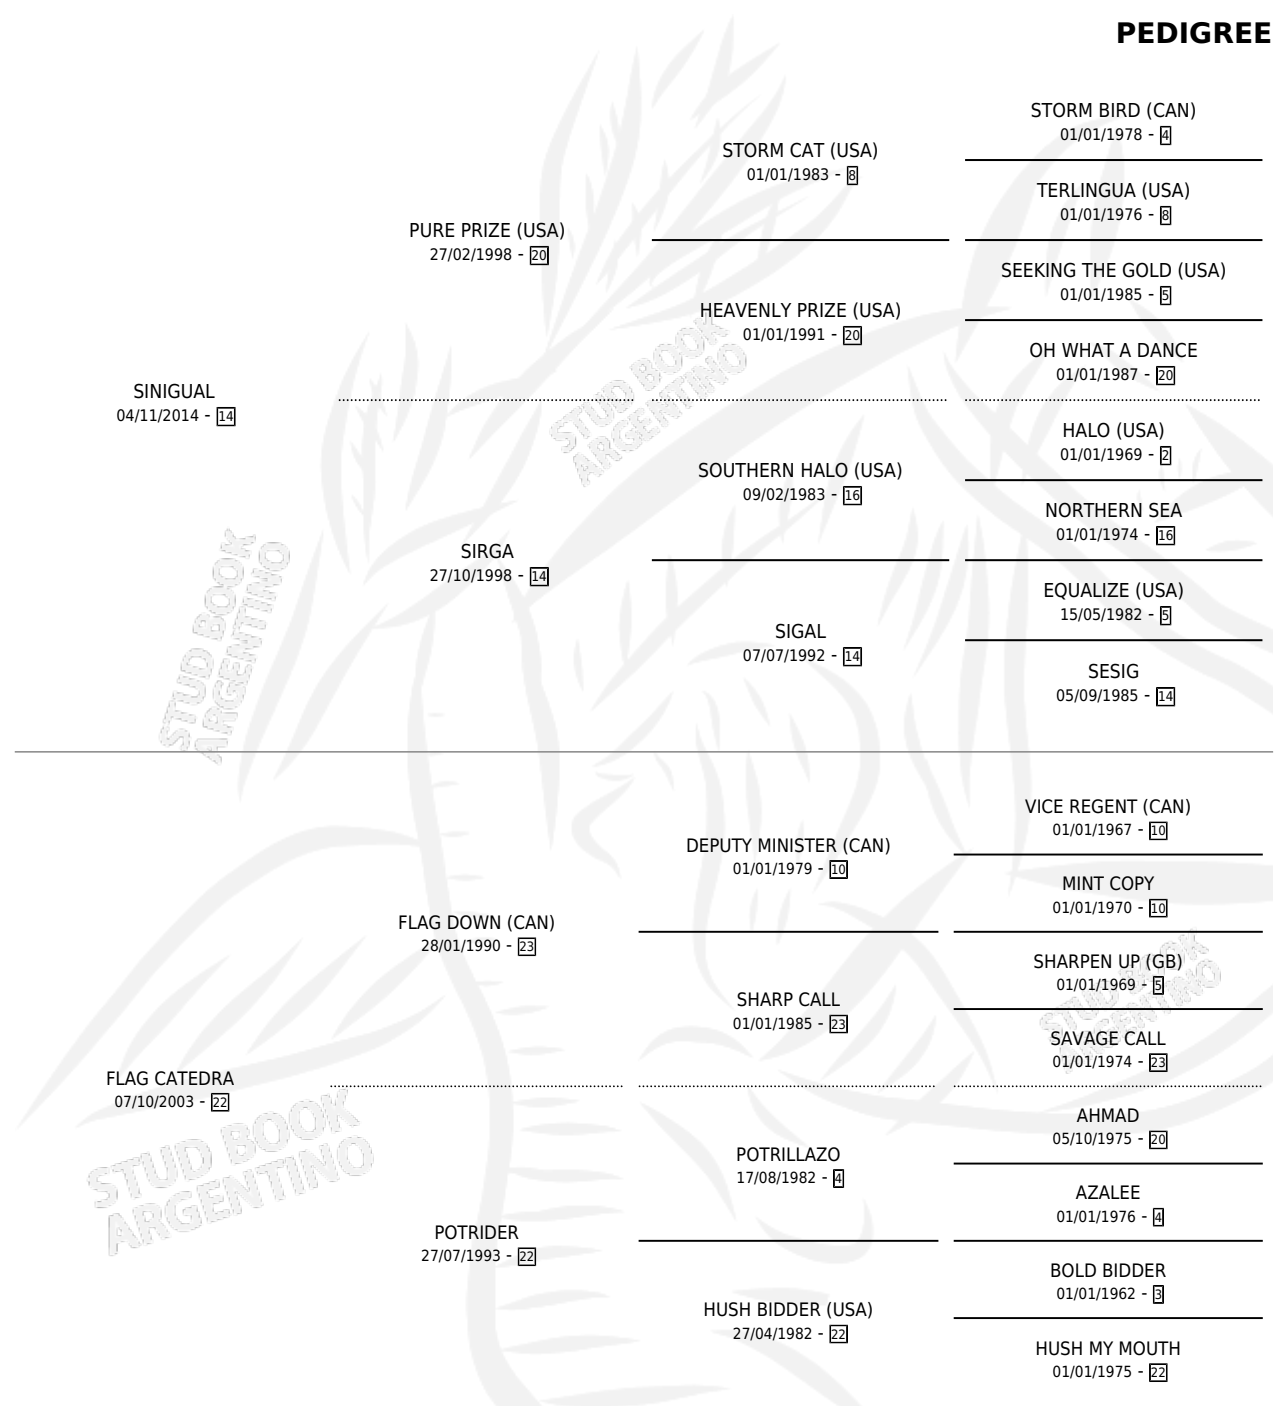 PEDIGREE
STORM BIRD (CAN)
01/01/1978 - 4
STORM CAT (USA)
01/01/1983 - 8
TERLINGUA (USA)
01/01/1976 - 8
PURE PRIZE (USA)
27/02/1998 - 20
SEEKING THE GOLD (USA)
01/01/1985 - 5
HEAVENLY PRIZE (USA)
01/01/1991 - 20
OH WHAT A DANCE
01/01/1987 - 20
SINIGUAL
04/11/2014 - 14
STUD BOOK
ARGENTINO
HALO (USA)
01/01/1969 - 2
SOUTHERN HALO (USA)
09/02/1983 - 16
NORTHERN SEA
01/01/1974 - 16
SIRGA
27/10/1998 - 14
EQUALIZE (USA)
15/05/1982 - 5
SIGAL
07/07/1992 - 14
SESIG
05/09/1985 - 14
STUD BOOK
ARGENTINO
VICE REGENT (CAN)
01/01/1967 - 10
DEPUTY MINISTER (CAN)
01/01/1979 - 10
MINT COPY
01/01/1970 - 10
FLAG DOWN (CAN)
28/01/1990 - 23
SHARPEN UP (GB)
01/01/1969 - 5
SHARP CALL
01/01/1985 - 23
SAVAGE CALL
01/01/1974 - 23
STUD BOOK
ARGENTINO
FLAG CATEDRA
07/10/2003 - 22
STUD BOOK
ARGENTINO
AHMAD
05/10/1975 - 20
POTRILLAZO
17/08/1982 - 4
AZALEE
01/01/1976 - 4
POTRIDER
27/07/1993 - 22
BOLD BIDDER
01/01/1962 - 3
HUSH BIDDER (USA)
27/04/1982 - 22
HUSH MY MOUTH
01/01/1975 - 22